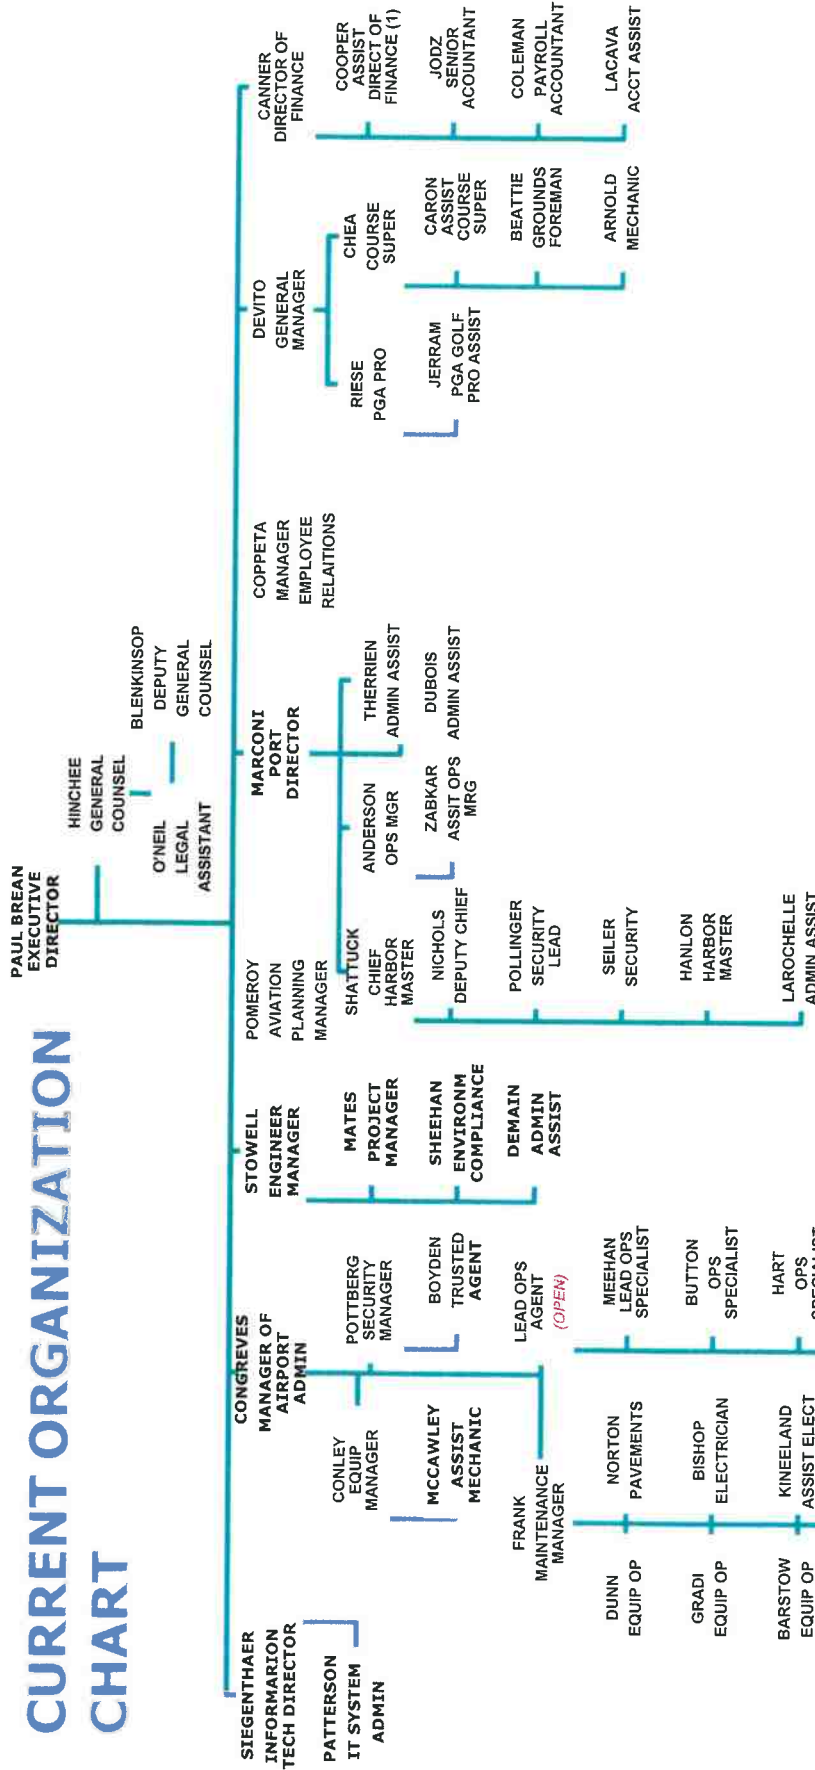 CURRENT ORGANIZATION
CHART
PAUL BREAN
EXECUTIVE
DIRECTOR
HINCHEE
GENERAL
COUNSEL
O'NEIL
LEGAL
ASSISTANT
BLENKINSOP
DEPUTY
GENERAL
COUNSEL
SIEGENTHAER
INFORMARION
TECH DIRECTOR
PATTERSON
IT SYSTEM
ADMIN
CONGREVES
MANAGER OF
AIRPORT
ADMIN
CONLEY
EQUIP
MANAGER
MCCAWLEY
ASSIST
MECHANIC
POTTBERG
SECURITY
MANAGER
BOYDEN
TRUSTED
AGENT
FRANK
MAINTENANCE
MANAGER
LEAD OPS
AGENT
(OPEN)
DUNN
EQUIP OP
NORTON
PAVEMENTS
GRADI
EQUIP OP
BISHOP
ELECTRICIAN
BARSTOW
EQUIP OP
KINEELAND
ASSIST ELECT
MEEHAN
LEAD OPS
SPECIALIST
BUTTON
OPS
SPECIALIST
HART
OPS
STOWELL
ENGINEER
MANAGER
MATES
PROJECT
MANAGER
SHEEHAN
ENVIRONM
COMPLIANCE
DEMAIN
ADMIN
ASSIST
POMEROY
AVIATION
PLANNING
MANAGER
MARCONI
PORT
DIRECTOR
SHATTUCK
CHIEF
HARBOR
MASTER
NICHOLS
DEPUTY CHIEF
POLLINGER
SECURITY
LEAD
SEILER
SECURITY
HANLON
HARBOR
MASTER
LAROCHELLE
ADMIN ASSIST
ANDERSON
OPS MGR
ZABKAR
ASSIT OPS
MRG
THERRIEN
ADMIN ASSIST
DUBOIS
ADMIN ASSIST
COPPETA
MANAGER
EMPLOYEE
RELAITIONS
DEVITO
GENERAL
MANAGER
RIESE
PGA PRO
JERRAM
PGA GOLF
PRO ASSIST
CHEA
COURSE
SUPER
CARON
ASSIST
COURSE
SUPER
BEATTIE
GROUNDS
FOREMAN
ARNOLD
MECHANIC
CANNER
DIRECTOR OF
FINANCE
COOPER
ASSIST
DIRECT OF
FINANCE (1)
JODZ
SENIOR
ACOUNTANT
COLEMAN
PAYROLL
ACCOUNTANT
LACAVA
ACCT ASSIST